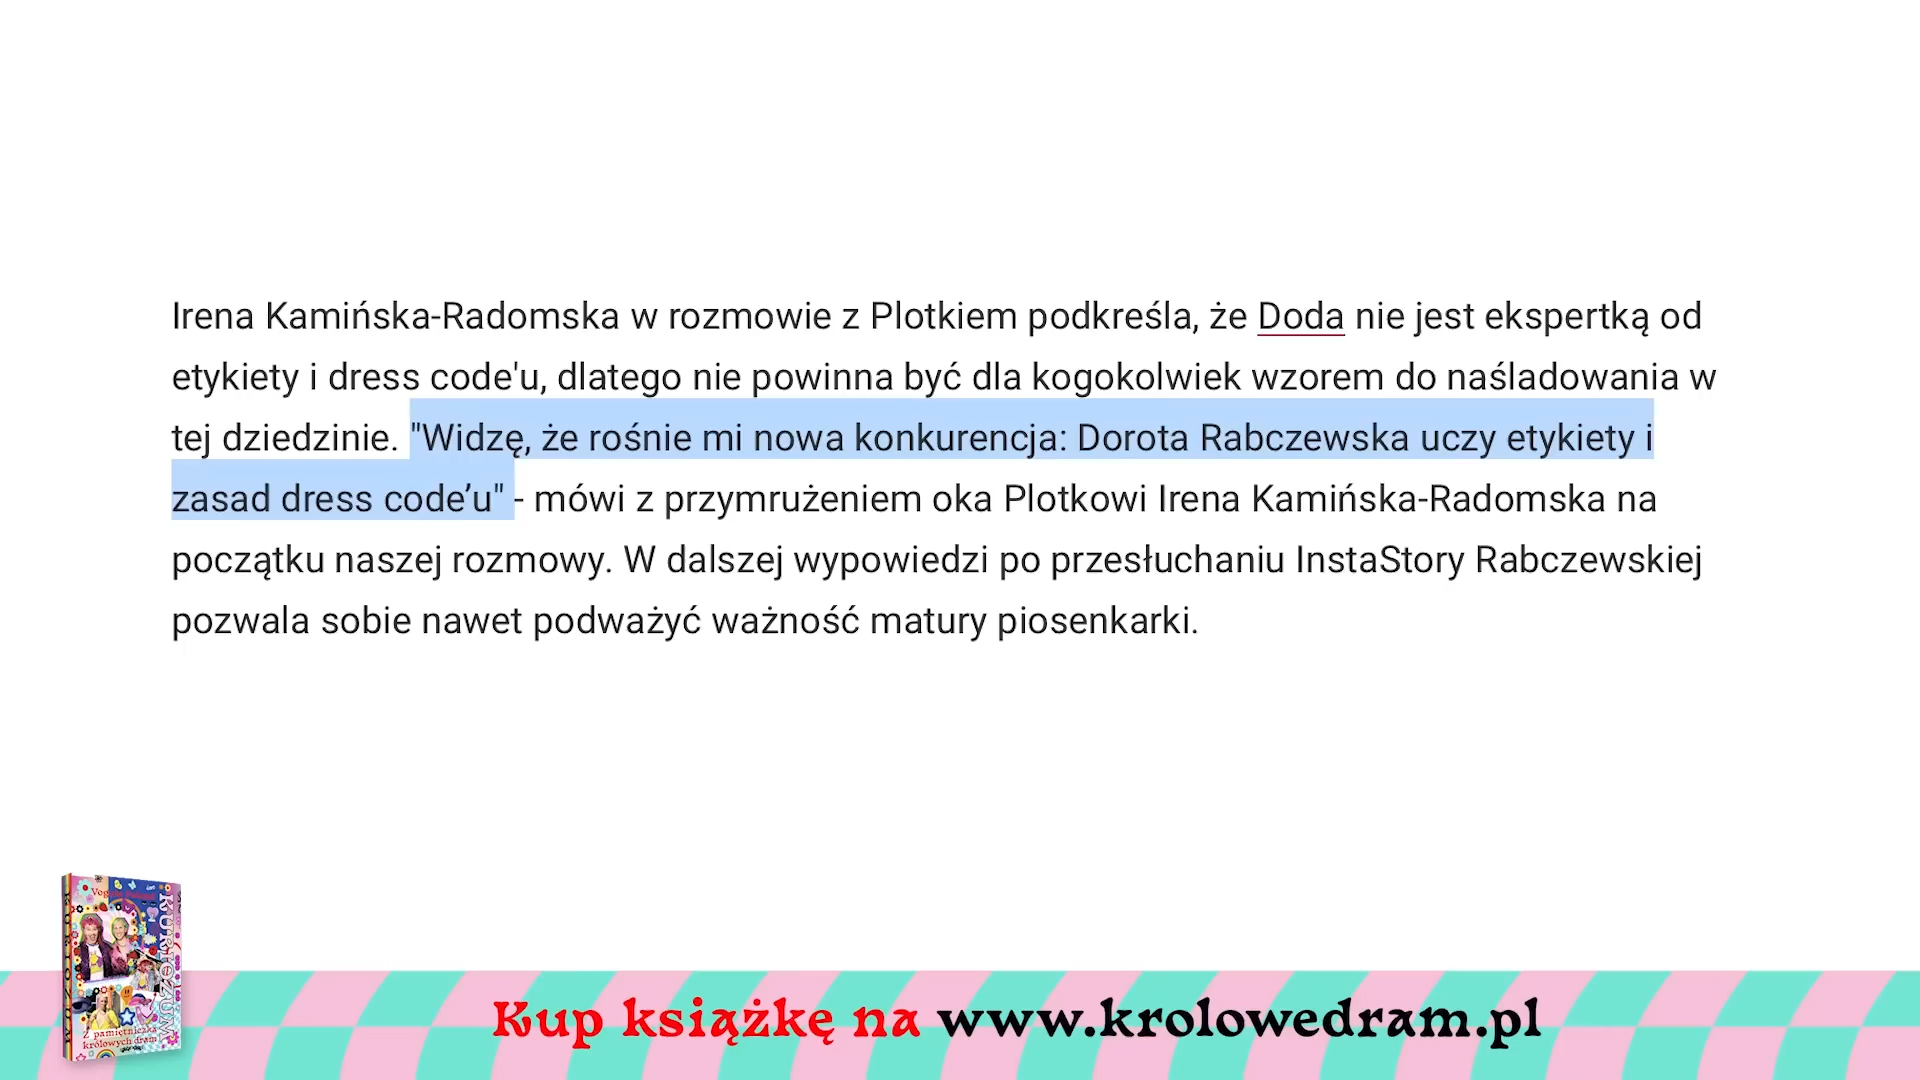 Irena Kamińska-Radomska w rozmowie z Plotkiem podkreśla, że Doda nie jest ekspertką od
etykiety i dress code'u, dlatego nie powinna być dla kogokolwiek wzorem do naśladowania w
tej dziedzinie. "Widzę, że rośnie mi nowa konkurencja: Dorota Rabczewska uczy etykiety i
zasad dress code’u" - mówi z przymrużeniem oka Plotkowi Irena Kamińska-Radomska na
początku naszej rozmowy. W dalszej wypowiedzi po przesłuchaniu InstaStory Rabczewskiej
pozwala sobie nawet podważyć ważność matury piosenkarki.
Z pamiętniczka
królowych dram
Kup książkę na www.krolowedram.pl